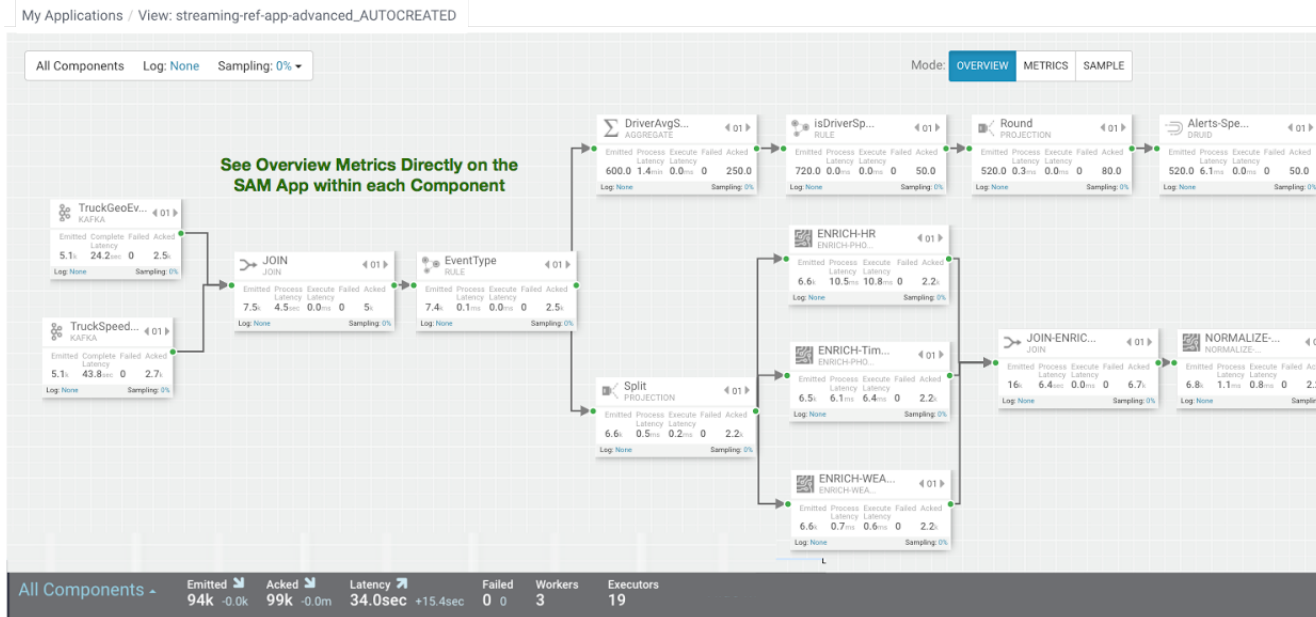 My Applications / View: streaming-ref-app-advanced_AUTOCREATED
All Components Log: None Sampling: 0%
Mode: OVERVIEW METRICS SAMPLE
See Overview Metrics Directly on the
SAM App within each Component
TruckGeoEv... 01
KAFKA
Emitted Complete Latency Failed Acked
5.1k 24.2sec 0 2.5k
Log: None Sampling: 0%
TruckSpeed... 01
KAFKA
Emitted Complete Latency Failed Acked
5.1k 43.8sec 0 2.7k
Log: None Sampling: 0%
JOIN 01
JOIN
Emitted Process Latency Execute Latency Failed Acked
7.5k 4.5sec 0.0ms 0 5k
Log: None Sampling: 0%
EventType 01
RULE
Emitted Process Latency Execute Latency Failed Acked
7.4k 0.1ms 0.0ms 0 2.5k
Log: None Sampling: 0%
DriverAvgS... 01
AGGREGATE
Emitted Process Latency Execute Latency Failed Acked
600.0 1.4min 0.0ms 0 250.0
Log: None Sampling: 0%
isDriverSp... 01
RULE
Emitted Process Latency Execute Latency Failed Acked
720.0 0.0ms 0.0ms 0 50.0
Log: None Sampling: 0%
Round 01
PROJECTION
Emitted Process Latency Execute Latency Failed Acked
520.0 0.3ms 0.0ms 0 80.0
Log: None Sampling: 0%
Alerts-Spe... 01
DRUID
Emitted Process Latency Execute Latency Failed Acked
520.0 6.1ms 0.0ms 0 50.0
Log: None Sampling: 0%
Split 01
PROJECTION
Emitted Process Latency Execute Latency Failed Acked
6.6k 0.5ms 0.2ms 0 2.2k
Log: None Sampling: 0%
ENRICH-HR 01
ENRICH-PHO...
Emitted Process Latency Execute Latency Failed Acked
6.6k 10.5ms 10.8ms 0 2.2k
Log: None Sampling: 0%
ENRICH-Tim... 01
ENRICH-PHO...
Emitted Process Latency Execute Latency Failed Acked
6.5k 6.1ms 6.4ms 0 2.2k
Log: None Sampling: 0%
ENRICH-WEA... 01
ENRICH-WEA...
Emitted Process Latency Execute Latency Failed Acked
6.6k 0.7ms 0.6ms 0 2.2k
Log: None Sampling: 0%
JOIN-ENRIC... 01
JOIN
Emitted Process Latency Execute Latency Failed Acked
16k 6.4sec 0.0ms 0 6.7k
Log: None Sampling: 0%
NORMALIZE-...
NORMALIZE-...
Emitted Process Latency Execute Latency Failed
6.8k 1.1ms 0.8ms 0
Log: None
L
All Components
Emitted Acked Latency Failed Workers Executors
94k -0.0k 99k -0.0m 34.0sec +15.4sec 0 0 3 19